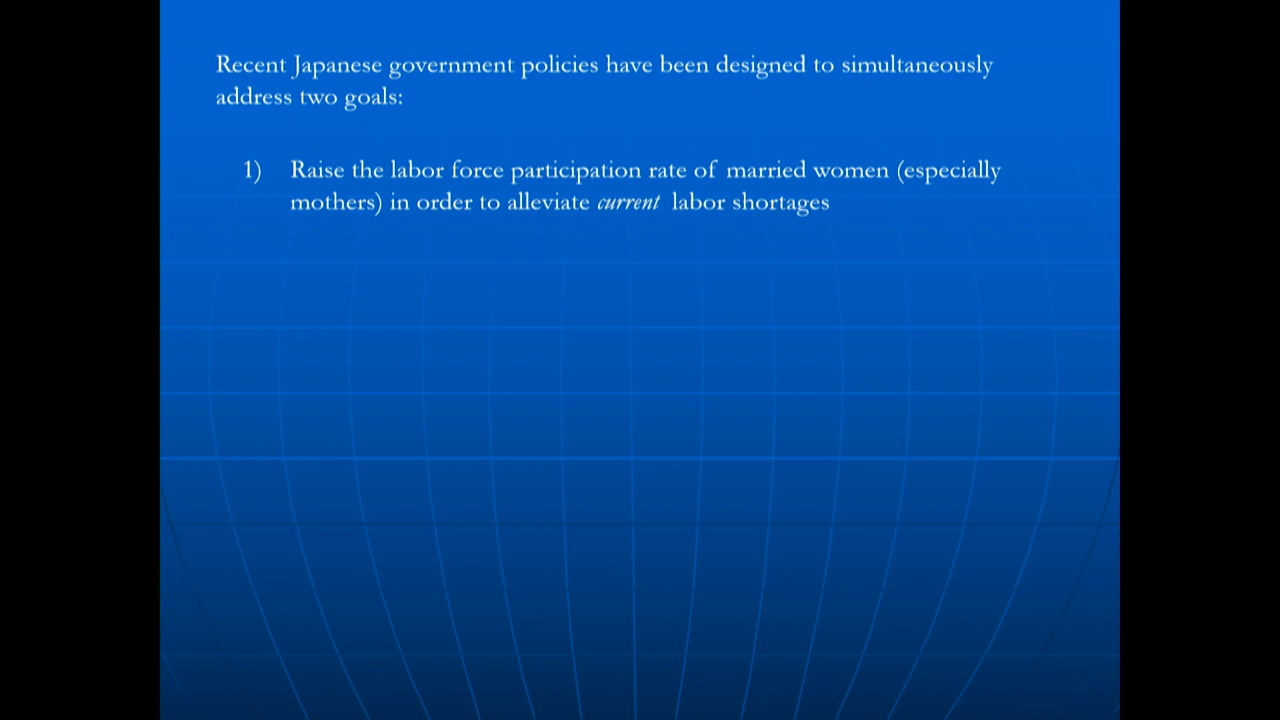 Recent Japanese government policies have been designed to simultaneously
address two goals:
1) Raise the labor force participation rate of married women (especially
mothers) in order to alleviate current labor shortages